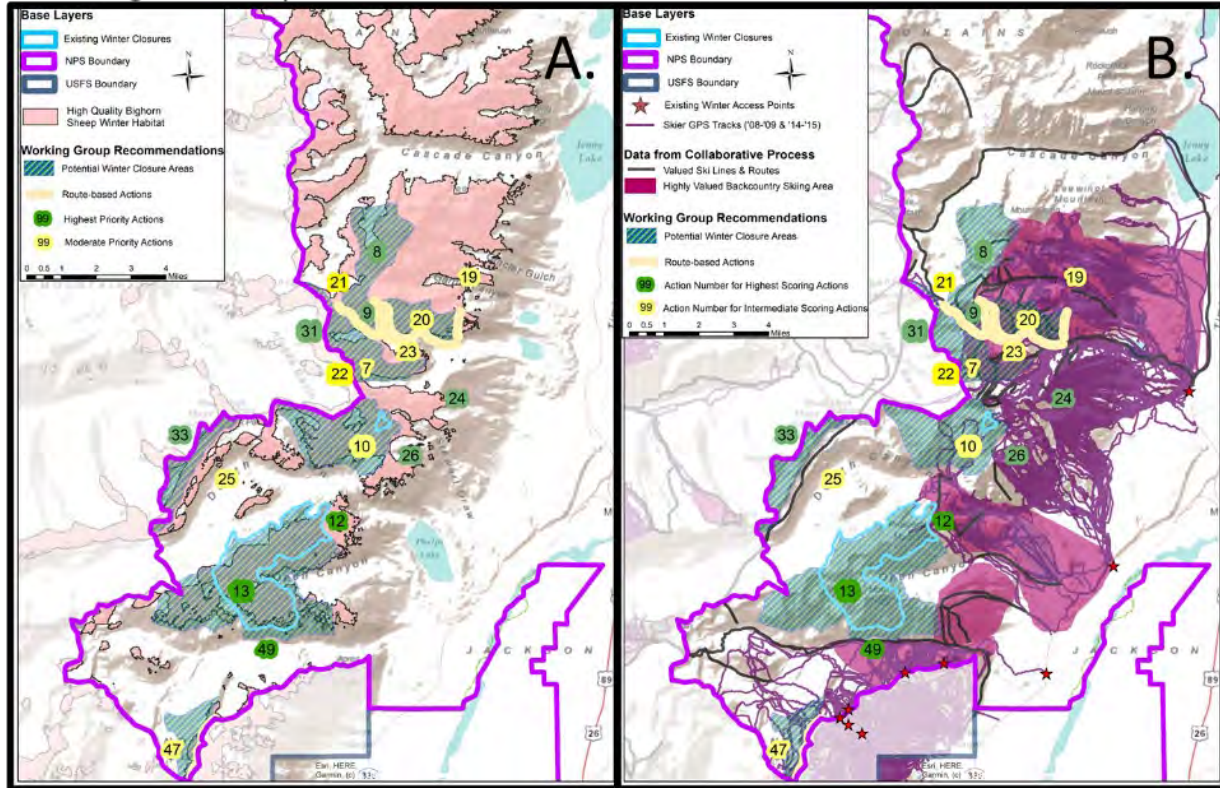 A.
Base Layers
Existing Winter Closures
NPS Boundary
N
USFS Boundary
High Quality Bighorn
Sheep Winter Habitat
Working Group Recommendations
Potential Winter Closure Areas
Route-based Actions
99 Highest Priority Actions
99 Moderate Priority Actions
0 0.5 1 2 3 4
Miles
Cascade Canyon
Jenny
Lake
8
21
19
9
20
31
23
7
22
24
33
10
26
25
12
Phelps
Lake
13
49
JACKSON
89
26
47
Esri, HERE,
Garmin, (c)
B.
Base Layers
Existing Winter Closures
NPS Boundary
N
USFS Boundary
Existing Winter Access Points
Skier GPS Tracks ('08-'09 & '14-'15)
Data from Collaborative Process
Valued Ski Lines & Routes
Highly Valued Backcountry Skiing Area
Working Group Recommendations
Potential Winter Closure Areas
Route-based Actions
99 Action Number for Highest Scoring Actions
99 Action Number for Intermediate Scoring Actions
0 0.5 1 2 3 4
Miles
Cascade Canyon
Jenny
Lake
8
21
19
9
20
31
23
7
22
24
33
10
26
25
12
13
49
JACKSON
89
26
47
Esri, HERE,
Garmin, (c)